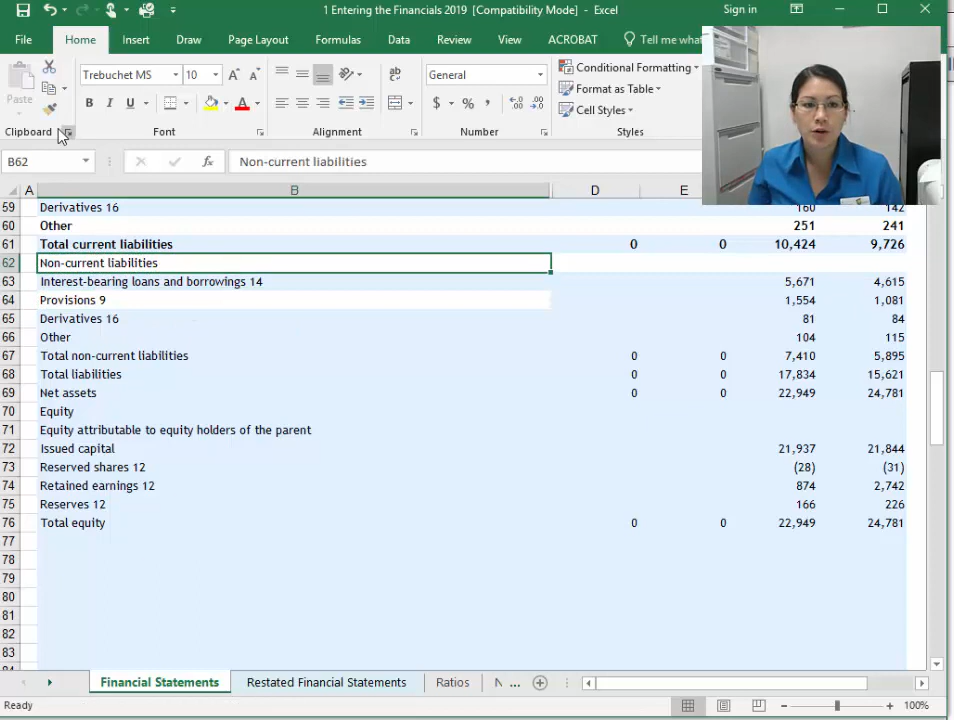 1 Entering the Financials 2019 [Compatibility Mode] - Excel
Sign in
File Home Insert Draw Page Layout Formulas Data Review View ACROBAT Tell me what
Paste
Trebuchet MS 10
General
Conditional Formatting
Format as Table
Cell Styles
B I U A
$ % ,
Clipboard Font Alignment Number Styles
B62 fx Non-current liabilities
A B D E
59 Derivatives 16 160 142
60 Other 251 241
61 Total current liabilities 0 0 10,424 9,726
62 Non-current liabilities
63 Interest-bearing loans and borrowings 14 5,671 4,615
64 Provisions 9 1,554 1,081
65 Derivatives 16 81 84
66 Other 104 115
67 Total non-current liabilities 0 0 7,410 5,895
68 Total liabilities 0 0 17,834 15,621
69 Net assets 0 0 22,949 24,781
70 Equity
71 Equity attributable to equity holders of the parent
72 Issued capital 21,937 21,844
73 Reserved shares 12 (28) (31)
74 Retained earnings 12 874 2,742
75 Reserves 12 166 226
76 Total equity 0 0 22,949 24,781
77
78
79
80
81
82
83
Financial Statements Restated Financial Statements Ratios N ...
Ready 100%